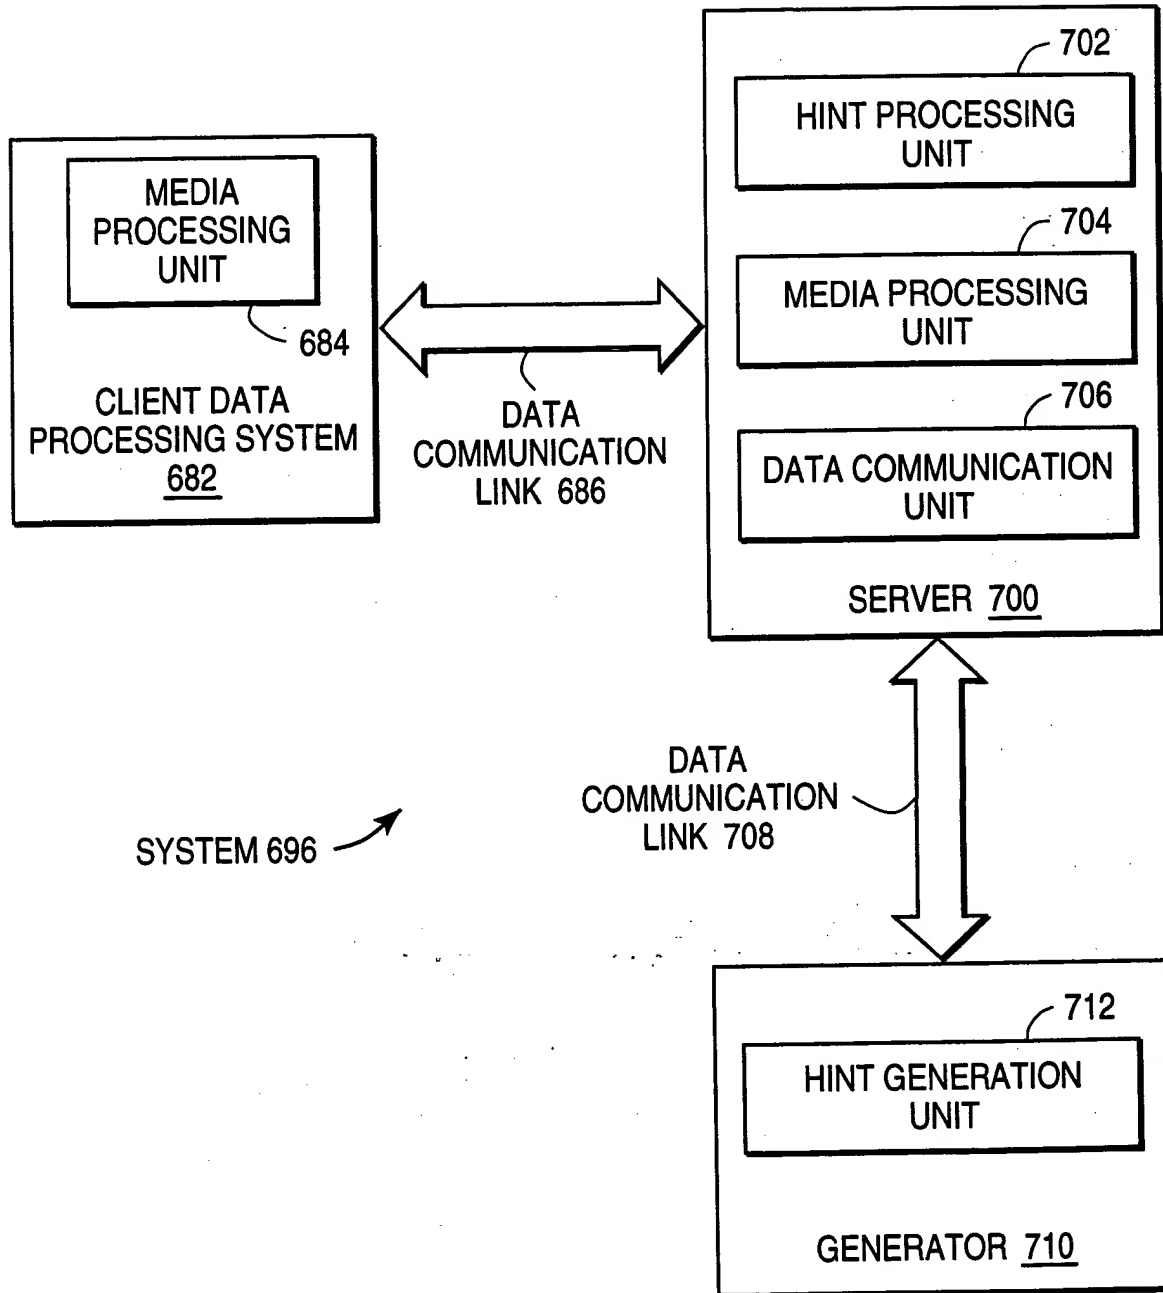 702
HINT PROCESSING
UNIT
MEDIA
PROCESSING
UNIT
684
CLIENT DATA
PROCESSING SYSTEM
682
DATA
COMMUNICATION
LINK 686
704
MEDIA PROCESSING
UNIT
706
DATA COMMUNICATION
UNIT
SERVER 700
DATA
COMMUNICATION
LINK 708
SYSTEM 696
712
HINT GENERATION
UNIT
GENERATOR 710